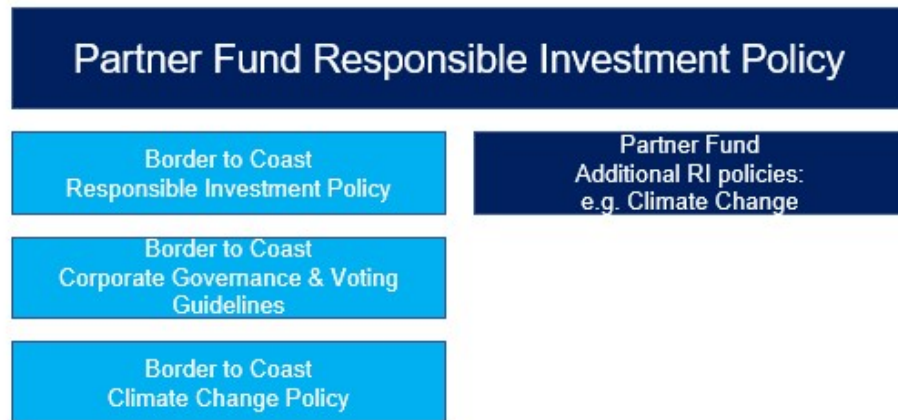 Partner Fund Responsible Investment Policy
Border to Coast
Responsible Investment Policy
Partner Fund
Additional RI policies:
e.g. Climate Change
Border to Coast
Corporate Governance & Voting
Guidelines
Border to Coast
Climate Change Policy